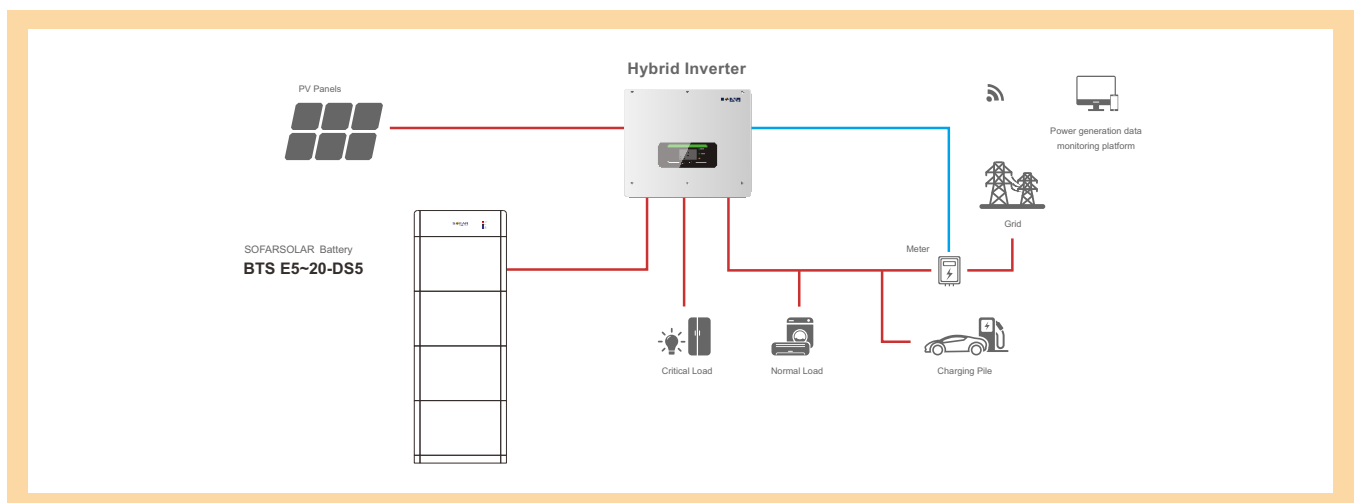 Hybrid Inverter
PV Panels
Power generation data
monitoring platform
Grid
SOFARSOLAR Battery
BTS E5~20-DS5
Meter
Critical Load
Normal Load
Charging Pile